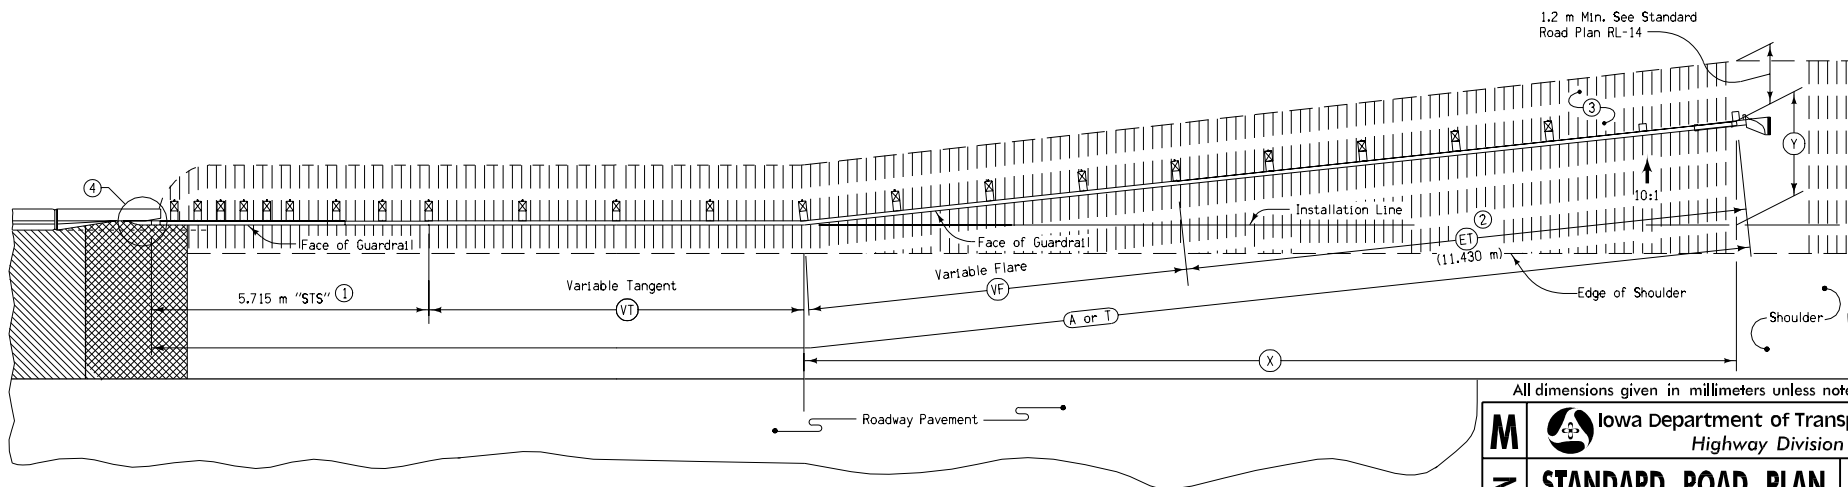 1.2 m Min. See Standard
Road Plan RL-14
3
4
Y
10:1
Installation Line
2
Face of Guardrail
Face of Guardrail
ET
(11.430 m)
Variable Flare
VF
Edge of Shoulder
5.715 m "STS" 1
Variable Tangent
VT
A or T
Shoulder
X
All dimensions given in millimeters unless note
Roadway Pavement
M
Iowa Department of Transp
Highway Division
STANDARD ROAD PLAN